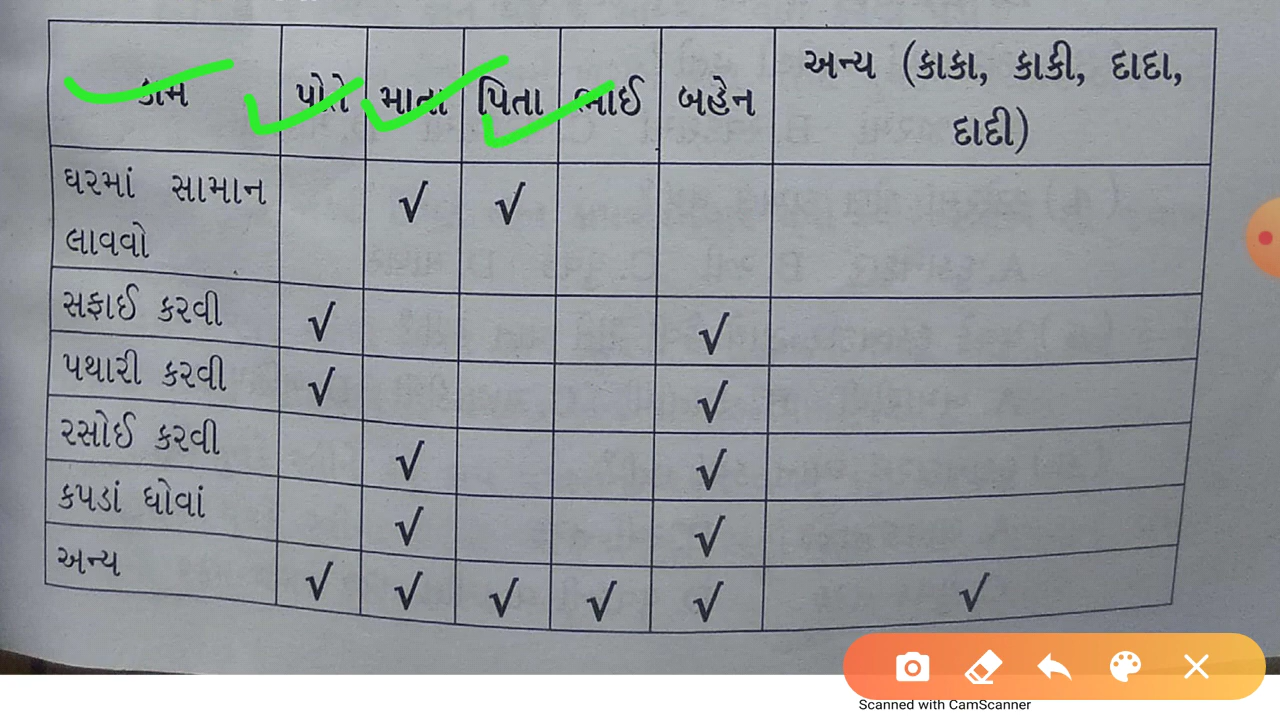 કામ પોતે માતા પિતા ભાઈ બહેન અન્ય (કાકા, કાકી, દાદા,
દાદી)
ઘરમાં સામાન √ √
લાવવો
સફાઈ કરવી √ √
પથારી કરવી √ √
રસોઈ કરવી √ √
કપડાં ધોવાં √ √
અન્ય √ √ √ √ √ √
Scanned with CamScanner